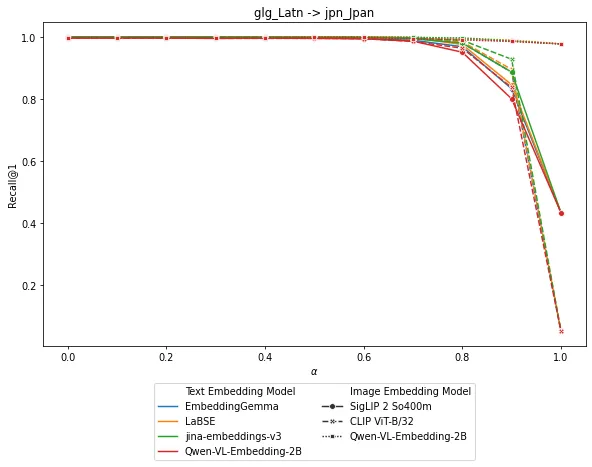 glg_Latn -> jpn_Jpan
1.0
0.8
0.6
0.4
0.2
Recall@1
0.0 0.2 0.4 0.6 0.8 1.0
α
Text Embedding Model
EmbeddingGemma
LaBSE
jina-embeddings-v3
Qwen-VL-Embedding-2B
Image Embedding Model
SigLIP 2 So400m
CLIP ViT-B/32
Qwen-VL-Embedding-2B